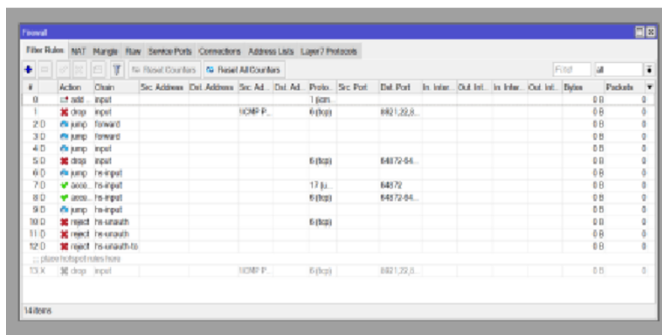 Firewall
Filter Rules NAT Mangle Raw Service Ports Connections Address Lists Layer7 Protocols
Reset Counters Reset All Counters Find all
# Action Chain Src. Address Dst. Address Src. Ad... Dst. Ad... Proto... Src. Port Dst. Port In. Inter... Out. Int... In. Inter... Out. Int... Bytes Packets
0 add... input 1 (icm... 0 B 0
1 drop input ICMP P... 6 (tcp) 8921,22,8... 0 B 0
2 D jump forward 0 B 0
3 D jump forward 0 B 0
4 D jump input 0 B 0
5 D drop input 6 (tcp) 64872-64... 0 B 0
6 D jump hs-input 0 B 0
7 D acce... hs-input 17 (u... 64872 0 B 0
8 D acce... hs-input 6 (tcp) 64872-64... 0 B 0
9 D jump hs-input 0 B 0
10 D reject hs-unauth 6 (tcp) 0 B 0
11 D reject hs-unauth 0 B 0
12 D reject hs-unauth-to 0 B 0
::: place hotspot rules here
13 X drop input ICMP P... 6 (tcp) 8921,22,8... 0 B 0
14 items